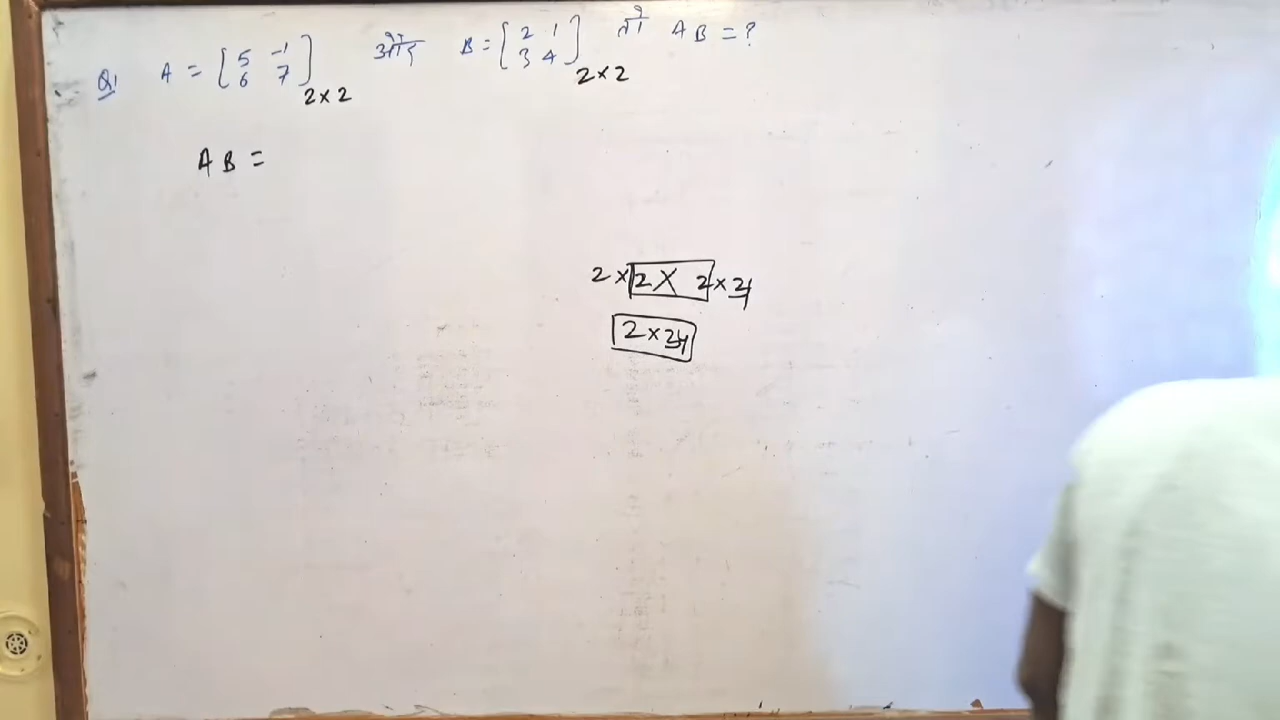 Q1 A = [5 -1 6 7] 2×2 और B = [2 1 3 4] 2×2 तो AB = ?
AB =
2×2 × 2×2
2×2